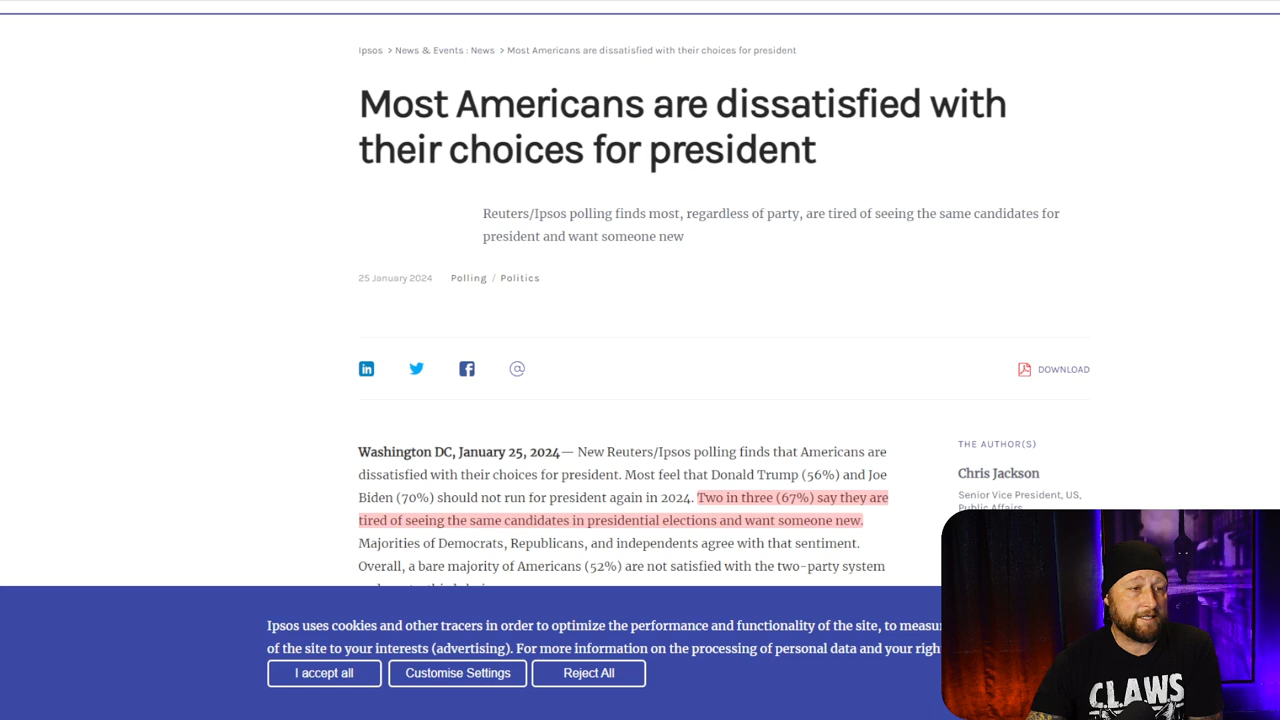 Ipsos > News & Events : News > Most Americans are dissatisfied with their choices for president
Most Americans are dissatisfied with
their choices for president
Reuters/Ipsos polling finds most, regardless of party, are tired of seeing the same candidates for
president and want someone new
25 January 2024 Polling / Politics
in @ DOWNLOAD
Washington DC, January 25, 2024— New Reuters/Ipsos polling finds that Americans are
dissatisfied with their choices for president. Most feel that Donald Trump (56%) and Joe
Biden (70%) should not run for president again in 2024. Two in three (67%) say they are
tired of seeing the same candidates in presidential elections and want someone new.
Majorities of Democrats, Republicans, and independents agree with that sentiment.
Overall, a bare majority of Americans (52%) are not satisfied with the two-party system
THE AUTHOR(S)
Chris Jackson
Senior Vice President, US,
Public Affairs
Ipsos uses cookies and other tracers in order to optimize the performance and functionality of the site, to measu
of the site to your interests (advertising). For more information on the processing of personal data and your righ
I accept all Customise Settings Reject All
CLAWS